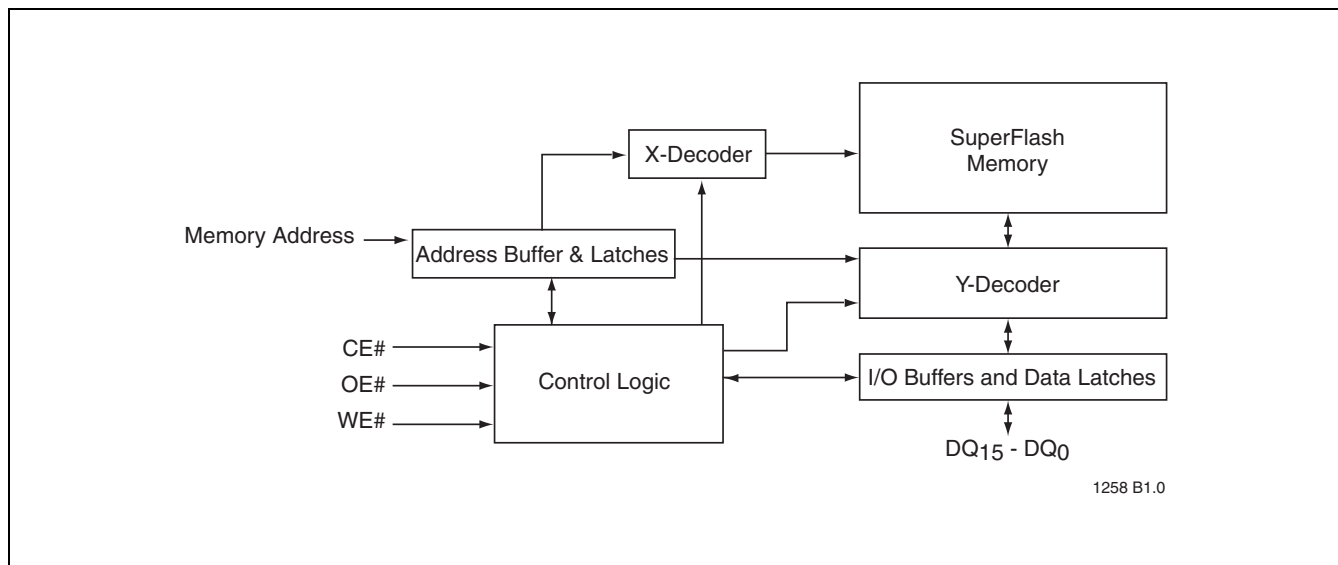 SuperFlash
Memory
X-Decoder
Memory Address
Address Buffer & Latches
Y-Decoder
CE#
OE#
WE#
Control Logic
I/O Buffers and Data Latches
DQ15 - DQ0
1258 B1.0